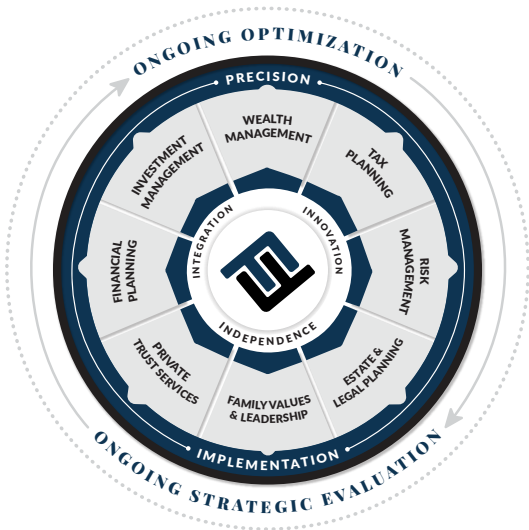 ONGOING OPTIMIZATION
PRECISION
WEALTH
MANAGEMENT
TAX
PLANNING
RISK
MANAGEMENT
ESTATE &
LEGAL PLANNING
FAMILY VALUES
& LEADERSHIP
PRIVATE
TRUST SERVICES
FINANCIAL
PLANNING
INVESTMENT
MANAGEMENT
INTEGRATION
INNOVATION
INDEPENDENCE
IMPLEMENTATION
ONGOING STRATEGIC EVALUATION